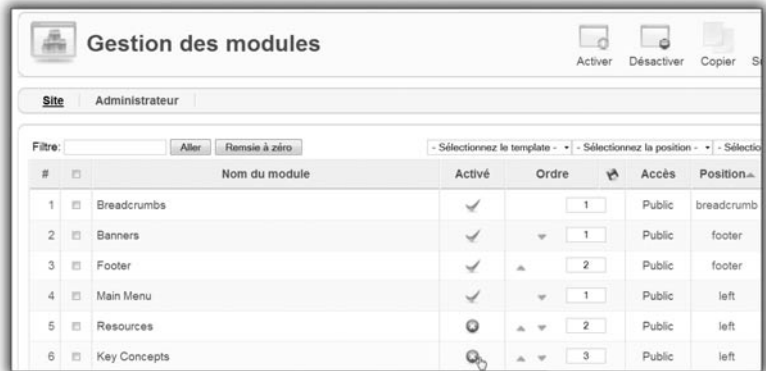 Gestion des modules
Activer Désactiver Copier
Site Administrateur
Filtre: Aller Remsie à zéro - Sélectionnez le template - - Sélectionnez la position - - Sélectio
# Nom du module Activé Ordre Accès Position
1 Breadcrumbs 1 Public breadcrumb
2 Banners 1 Public footer
3 Footer 2 Public footer
4 Main Menu 1 Public left
5 Resources 2 Public left
6 Key Concepts 3 Public left